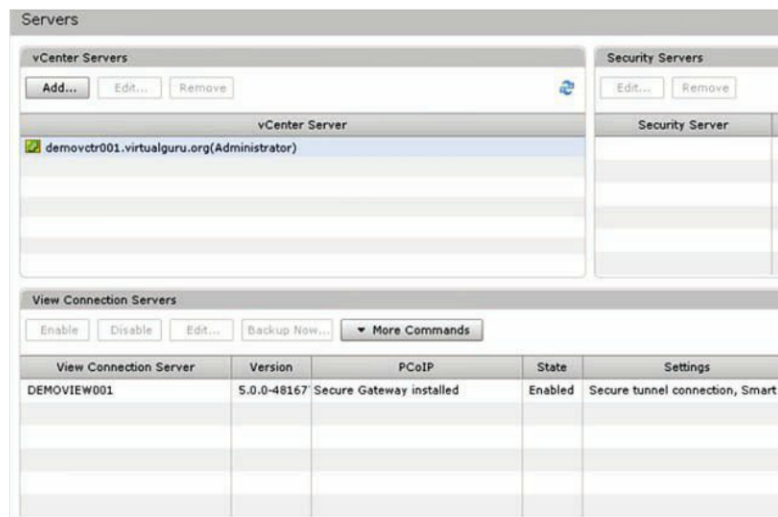 Servers
vCenter Servers
Add... Edit... Remove
vCenter Server
demovctr001.virtualguru.org(Administrator)
Security Servers
Edit... Remove
Security Server
View Connection Servers
Enable Disable Edit... Backup Now... More Commands
View Connection Server Version PCoIP State Settings
DEMOVIEW001 5.0.0-48167 Secure Gateway installed Enabled Secure tunnel connection, Smart